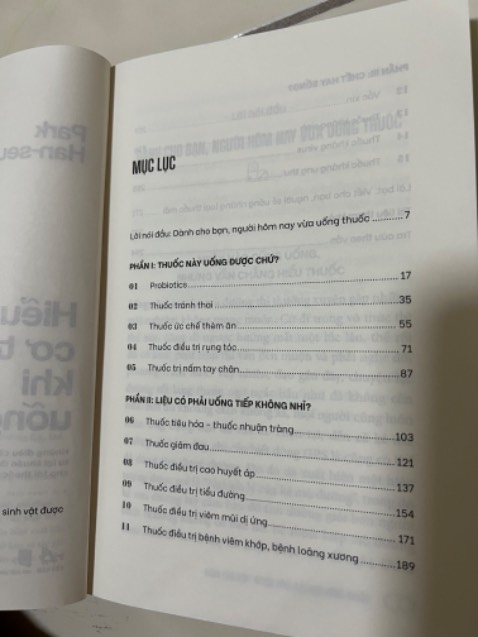 MỤC LỤC
Lời nói đầu: Dành cho bạn, người hôm nay vừa uống thuốc ...........7
PHẦN I: THUỐC NÀY UỐNG ĐƯỢC CHỨ?
01 Probiotics ........ 17
02 Thuốc tránh thai ........ 35
03 Thuốc ức chế thèm ăn ........ 55
04 Thuốc điều trị rụng tóc ........ 71
05 Thuốc trị nấm tay chân ........ 87
PHẦN II: LIỆU CÓ PHẢI UỐNG TIẾP KHÔNG NHỈ?
06 Thuốc tiêu hóa - thuốc nhuận tràng ........ 103
07 Thuốc giảm đau ........ 121
08 Thuốc điều trị cao huyết áp ........ 137
09 Thuốc điều trị tiểu đường ........ 154
10 Thuốc điều trị viêm mũi dị ứng ........ 171
11 Thuốc điều trị bệnh viêm khớp, bệnh loãng xương ........ 189
sinh vật được